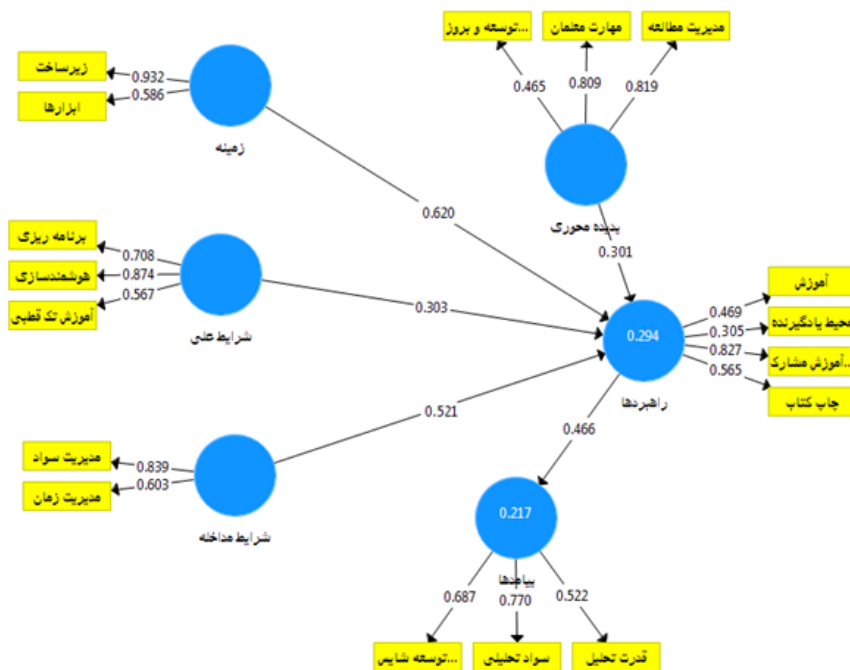 توسعه و بروز...
مهارت معلمان
مدیریت مطالعه
0.465
0.809
0.819
پدیده محوری
0.301
زیرساخت
ابزارها
0.932
0.586
زمینه
0.620
برنامه ریزی
هوشمندسازی
آموزش تک قطبی
0.708
0.874
0.567
شرایط علی
0.303
مدیریت سواد
مدیریت زمان
0.839
0.603
شرایط مداخله
0.521
0.294
راهبردها
0.469
0.305
0.827
0.565
آموزش
محیط یادگیرنده
آموزش مشارک...
چاپ کتاب
0.466
0.217
پیامدها
0.687
0.770
0.522
توسعه شایس...
سواد تحلیلی
قدرت تحلیل